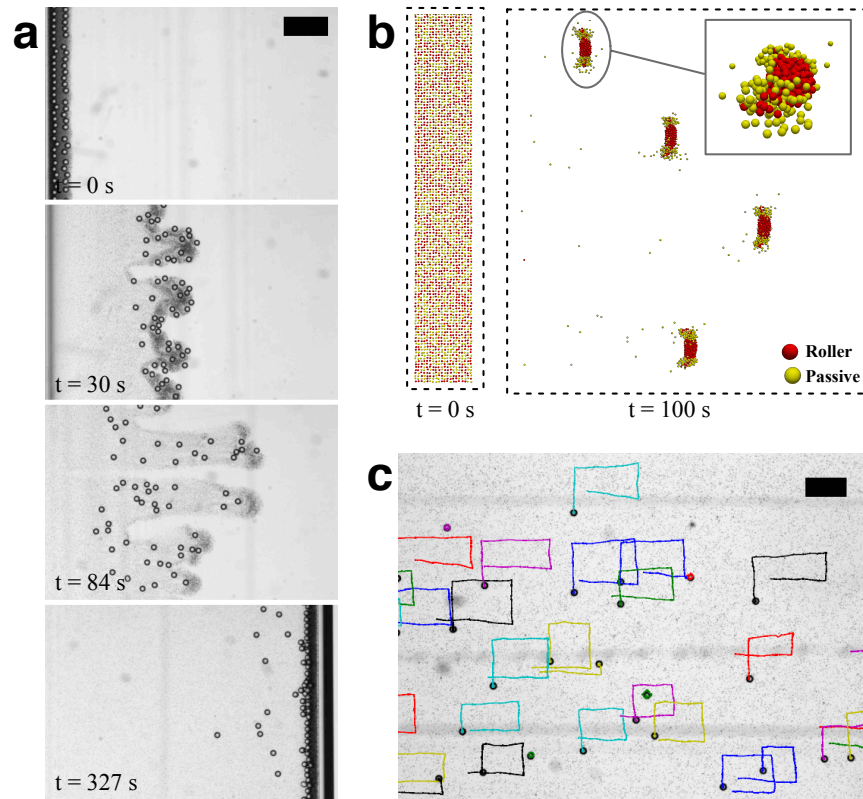 a
t = 0 s
t = 30 s
t = 84 s
t = 327 s
b
Roller
Passive
t = 0 s
t = 100 s
c